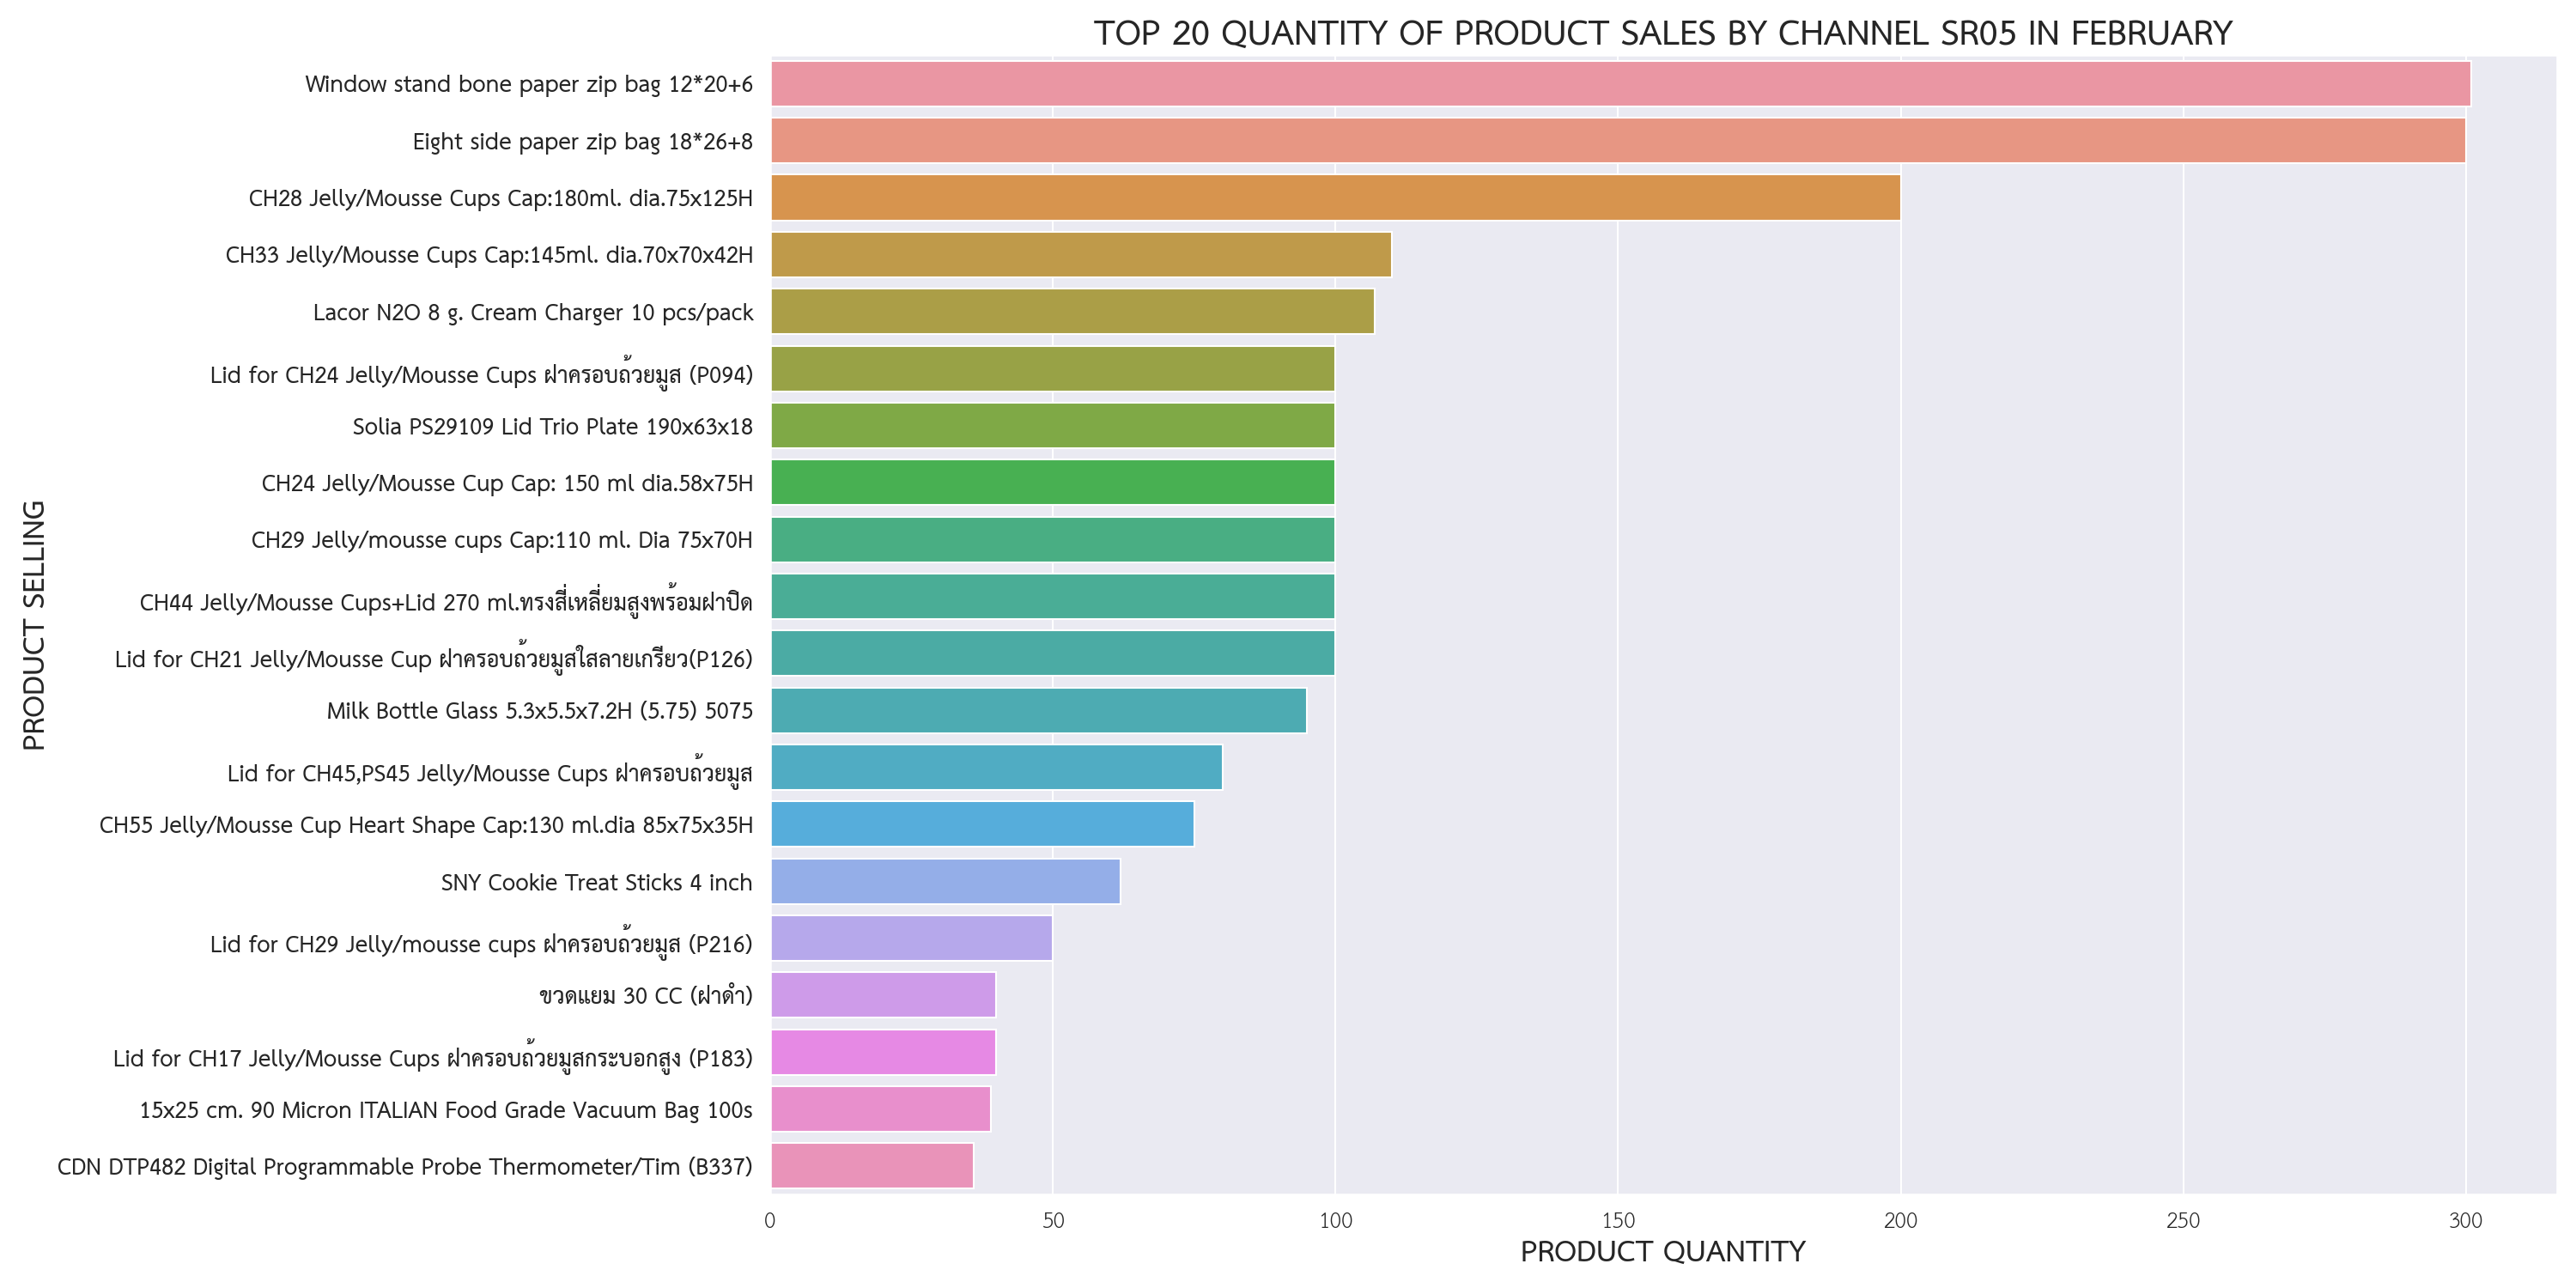 TOP 20 QUANTITY OF PRODUCT SALES BY CHANNEL SR05 IN FEBRUARY
PRODUCT SELLING
Window stand bone paper zip bag 12*20+6
Eight side paper zip bag 18*26+8
CH28 Jelly/Mousse Cups Cap:180ml. dia.75x125H
CH33 Jelly/Mousse Cups Cap:145ml. dia.70x70x42H
Lacor N2O 8 g. Cream Charger 10 pcs/pack
Lid for CH24 Jelly/Mousse Cups ฝาครอบถ้วยมูส (P094)
Solia PS29109 Lid Trio Plate 190x63x18
CH24 Jelly/Mousse Cup Cap: 150 ml dia.58x75H
CH29 Jelly/mousse cups Cap:110 ml. Dia 75x70H
CH44 Jelly/Mousse Cups+Lid 270 ml.ทรงสี่เหลี่ยมสูงพร้อมฝาปิด
Lid for CH21 Jelly/Mousse Cup ฝาครอบถ้วยมูสใสลายเกรียว(P126)
Milk Bottle Glass 5.3x5.5x7.2H (5.75) 5075
Lid for CH45,PS45 Jelly/Mousse Cups ฝาครอบถ้วยมูส
CH55 Jelly/Mousse Cup Heart Shape Cap:130 ml.dia 85x75x35H
SNY Cookie Treat Sticks 4 inch
Lid for CH29 Jelly/mousse cups ฝาครอบถ้วยมูส (P216)
ขวดแยม 30 CC (ฝาดำ)
Lid for CH17 Jelly/Mousse Cups ฝาครอบถ้วยมูสกระบอกสูง (P183)
15x25 cm. 90 Micron ITALIAN Food Grade Vacuum Bag 100s
CDN DTP482 Digital Programmable Probe Thermometer/Tim (B337)
0 50 100 150 200 250 300
PRODUCT QUANTITY